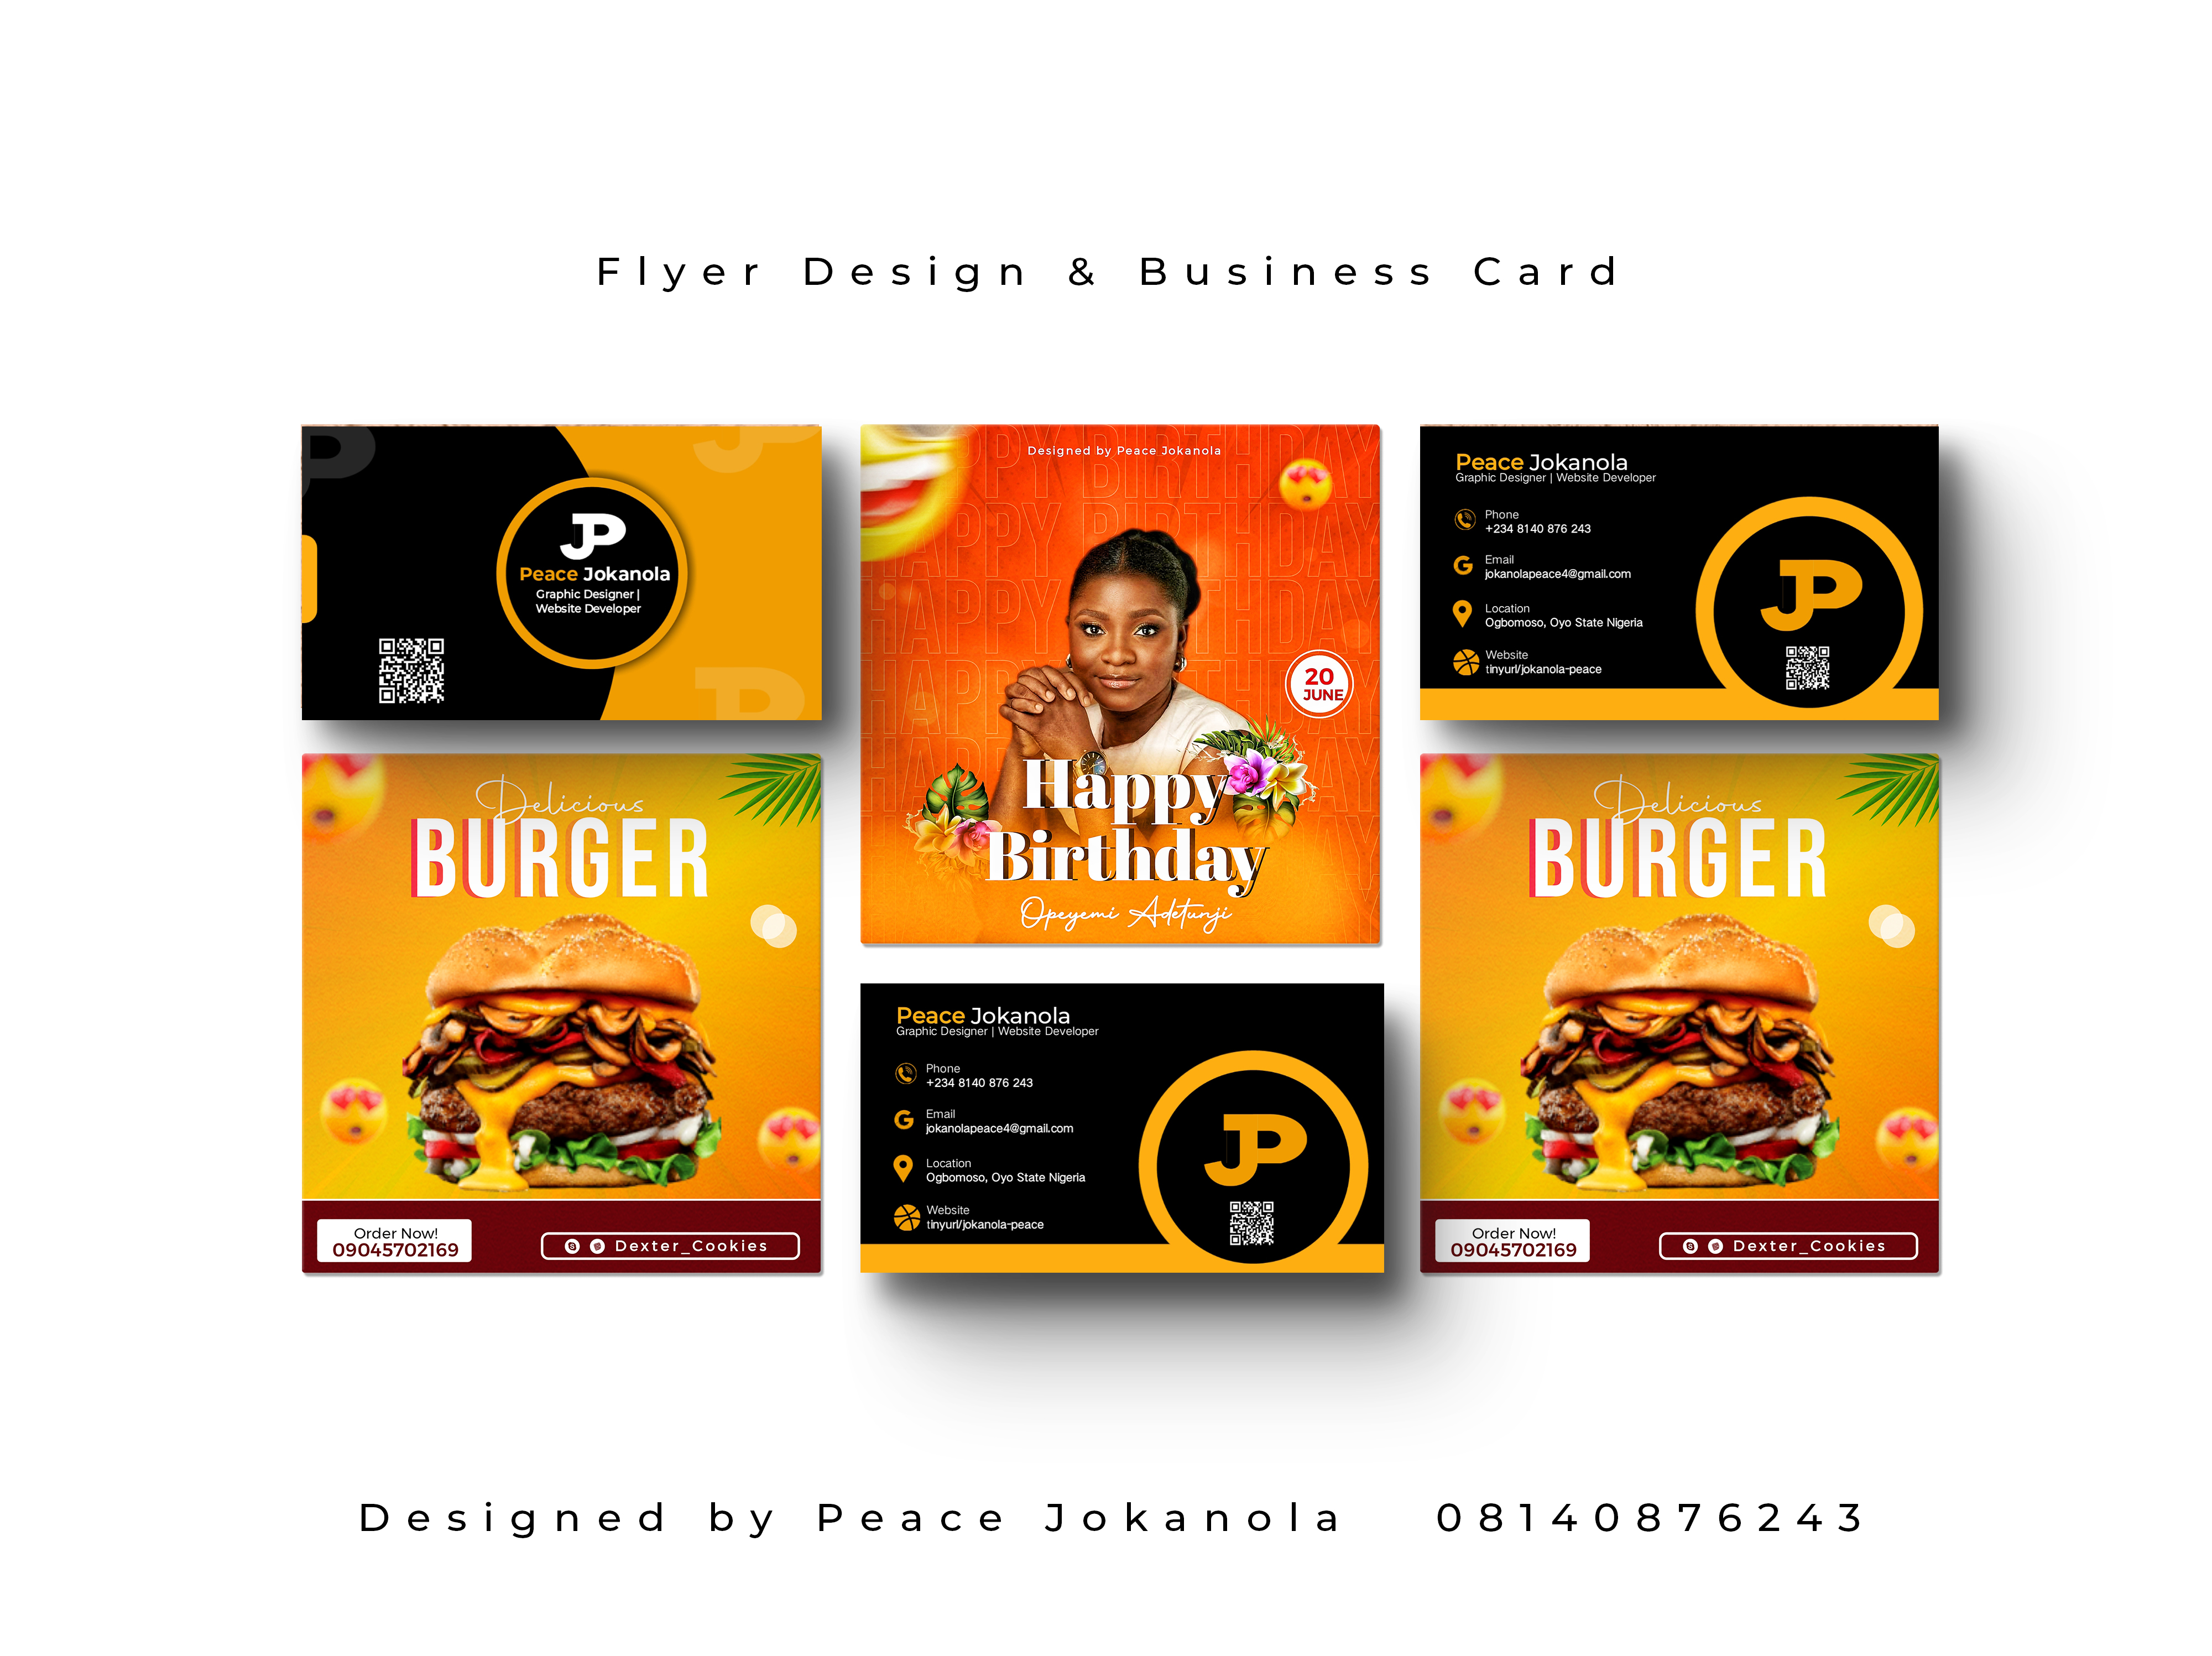 Flyer Design & Business Card
JP
Peace Jokanola
Graphic Designer |
Website Developer
Designed by Peace Jokanola
HAPPY BIRTHDAY
20
JUNE
Happy
Birthday
Opeyemi Adetunji
Peace Jokanola
Graphic Designer | Website Developer
Phone
+234 8140 876 243
Email
jokanolapeace4@gmail.com
Location
Ogbomoso, Oyo State Nigeria
Website
tinyurl/jokanola-peace
JP
Delicious
BURGER
Order Now!
09045702169
Dexter_Cookies
Peace Jokanola
Graphic Designer | Website Developer
Phone
+234 8140 876 243
Email
jokanolapeace4@gmail.com
Location
Ogbomoso, Oyo State Nigeria
Website
tinyurl/jokanola-peace
JP
Delicious
BURGER
Order Now!
09045702169
Dexter_Cookies
Designed by Peace Jokanola 08140876243